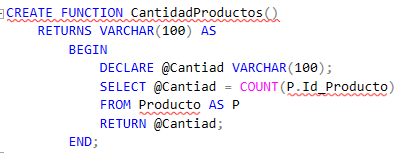 CREATE FUNCTION CantidadProductos()
RETURNS VARCHAR(100) AS
BEGIN
DECLARE @Cantiad VARCHAR(100);
SELECT @Cantiad = COUNT(P.Id_Producto)
FROM Producto AS P
RETURN @Cantiad;
END;